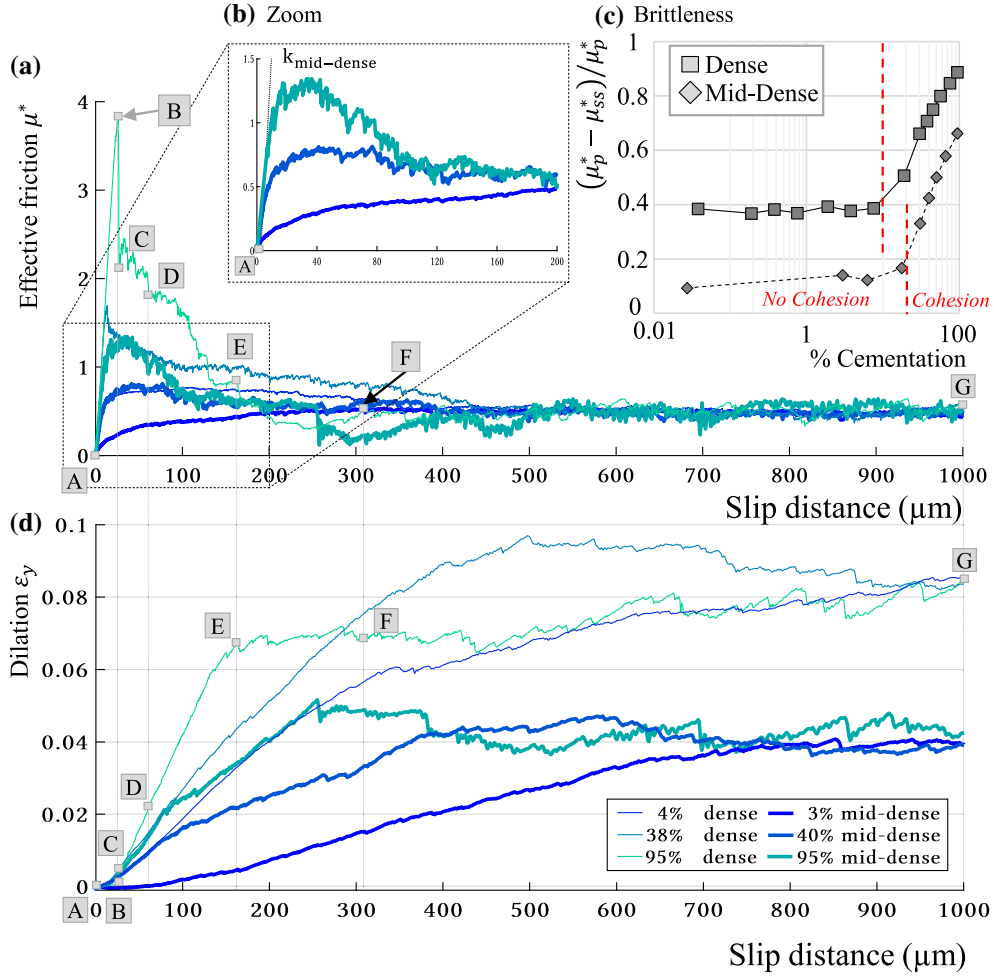 (b) Zoom
(c) Brittleness
(a)
Effective friction μ*
4
3
2
1
0
A
B
C
D
E
F
G
1.5
1
0.5
0
k_mid−dense
A
40
80
120
160
200
(μ*_p − μ*_ss)/μ*_p
1
0.8
0.6
0.4
0.2
0
Dense
Mid-Dense
No Cohesion
Cohesion
0.01
1
100
% Cementation
0
100
200
300
400
500
600
700
800
900
1000
Slip distance (µm)
(d)
Dilation ε_y
0.1
0.08
0.06
0.04
0.02
0
A
B
C
D
E
F
G
4% dense
38% dense
95% dense
3% mid-dense
40% mid-dense
95% mid-dense
0
100
200
300
400
500
600
700
800
900
1000
Slip distance (µm)